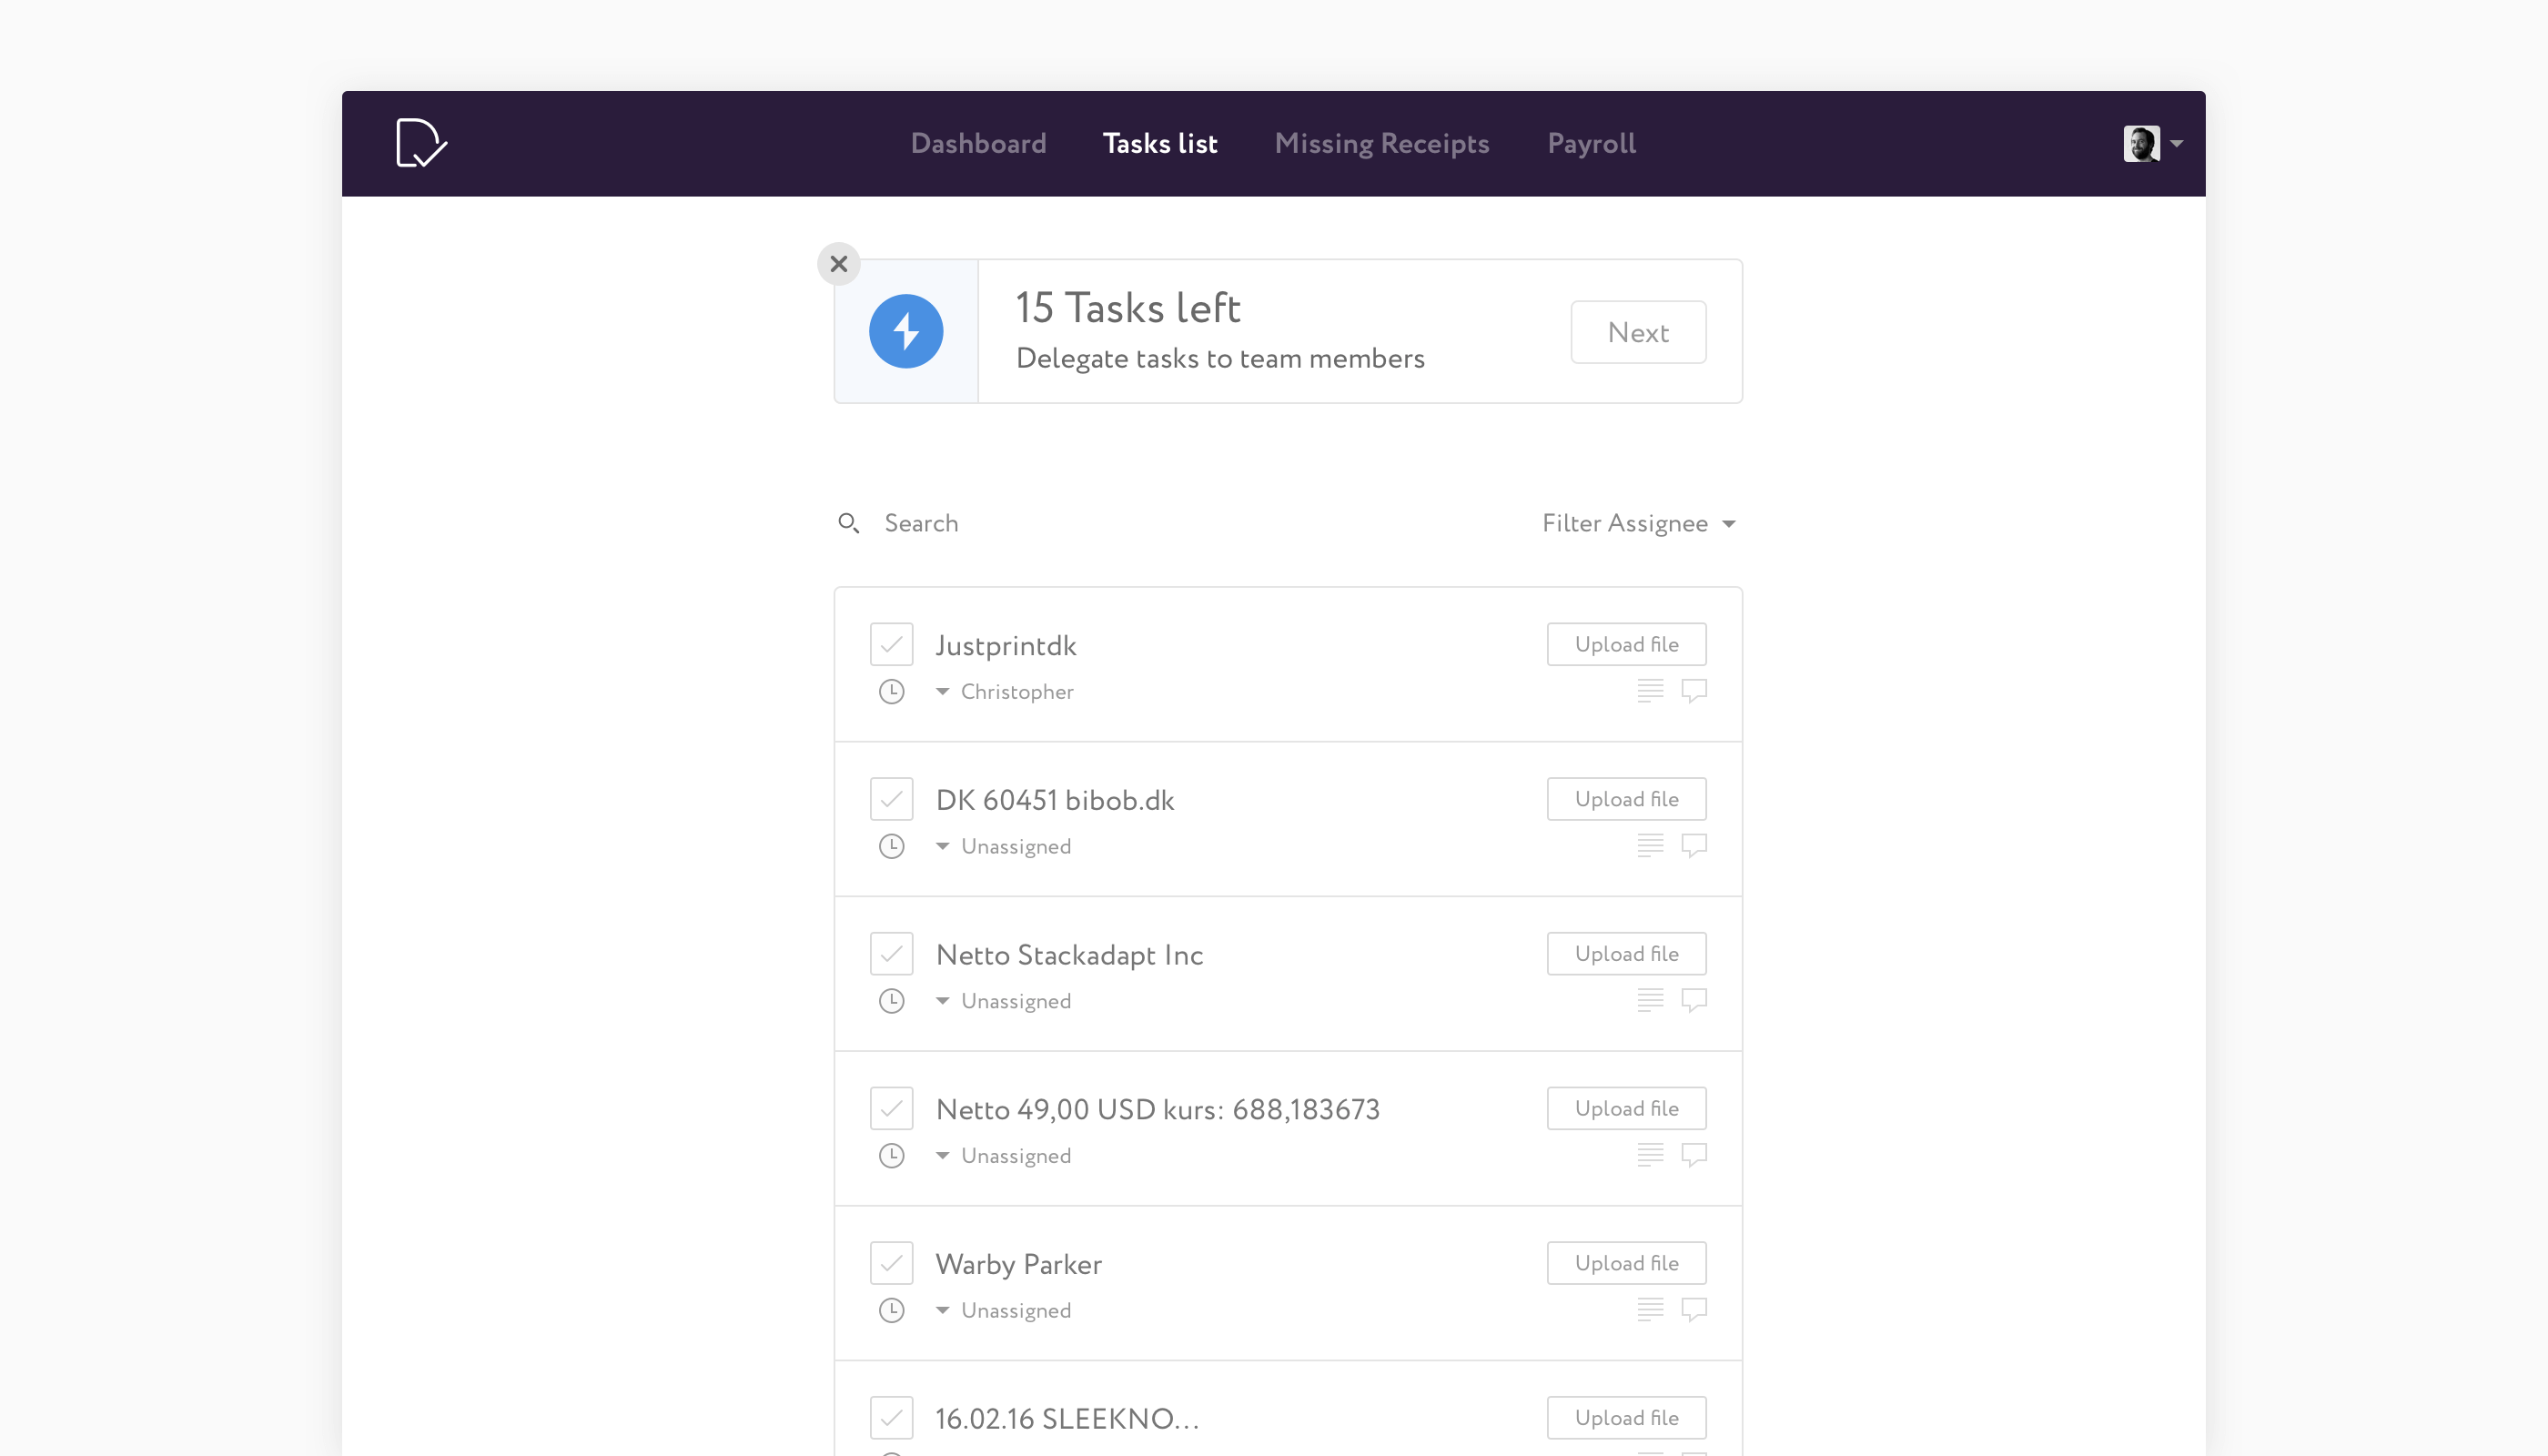 Dashboard Tasks list Missing Receipts Payroll
15 Tasks left
Delegate tasks to team members
Next
Search
Filter Assignee
Justprintdk
Upload file
Christopher
DK 60451 bibob.dk
Upload file
Unassigned
Netto Stackadapt Inc
Upload file
Unassigned
Netto 49,00 USD kurs: 688,183673
Upload file
Unassigned
Warby Parker
Upload file
Unassigned
16.02.16 SLEEKNO...
Upload file